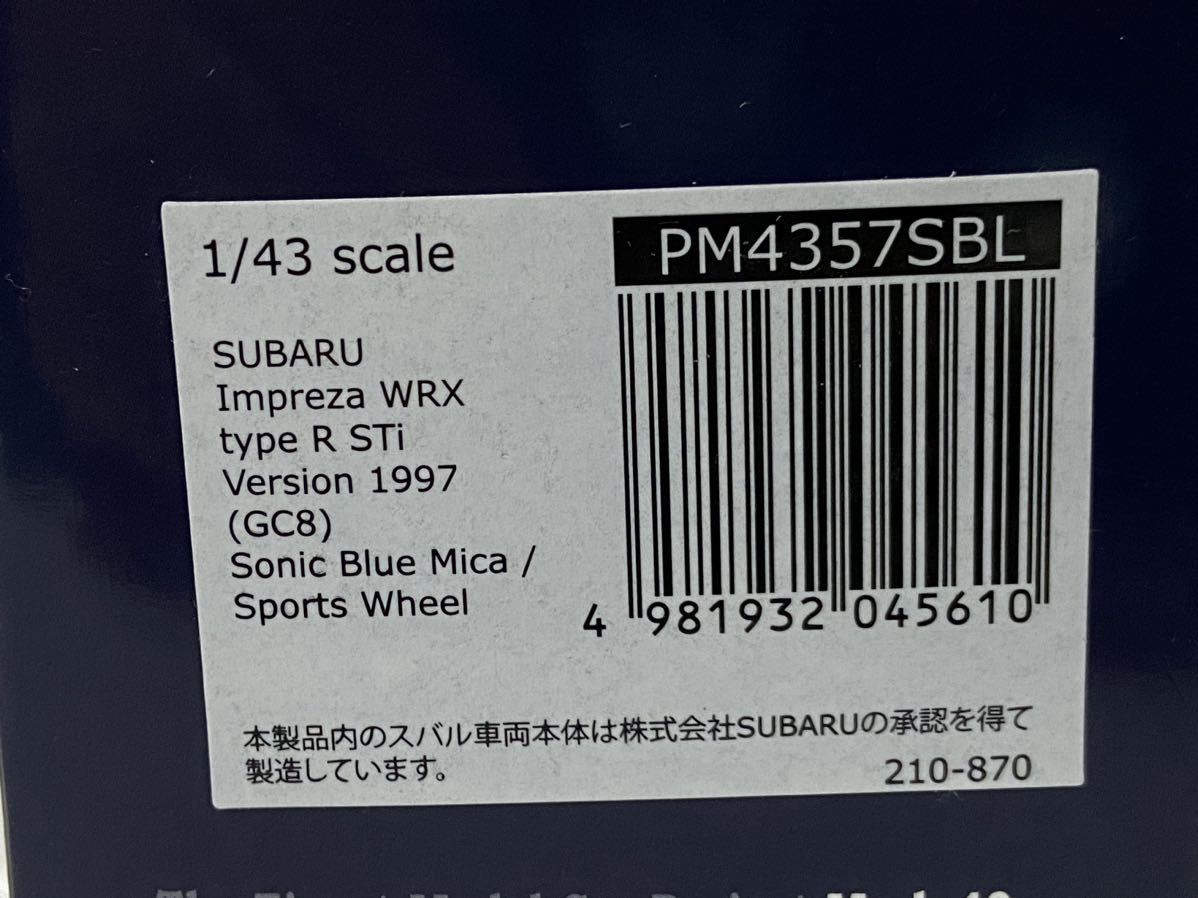 1/43 scale
PM4357SBL
SUBARU
Impreza WRX
type R STi
Version 1997
(GC8)
Sonic Blue Mica /
Sports Wheel
4 981932 045610
本製品内のスバル車両本体は株式会社SUBARUの承認を得て
製造しています。
210-870